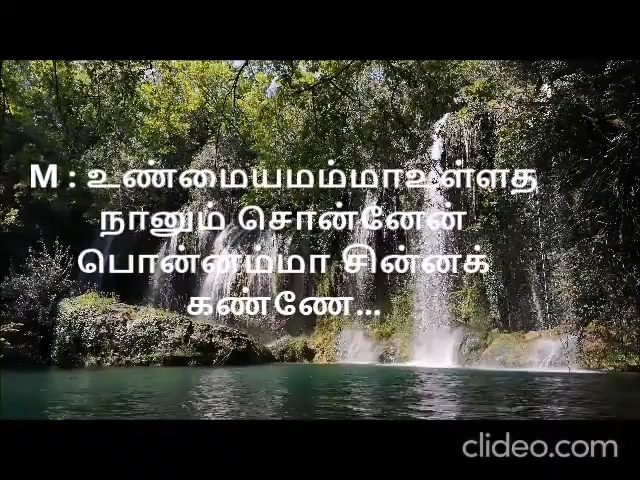 M : உண்மையமம்மாஉள்ளத
நானும் சொன்னேன்
பொன்னம்மா சின்னக்
கண்ணே...
clideo.com